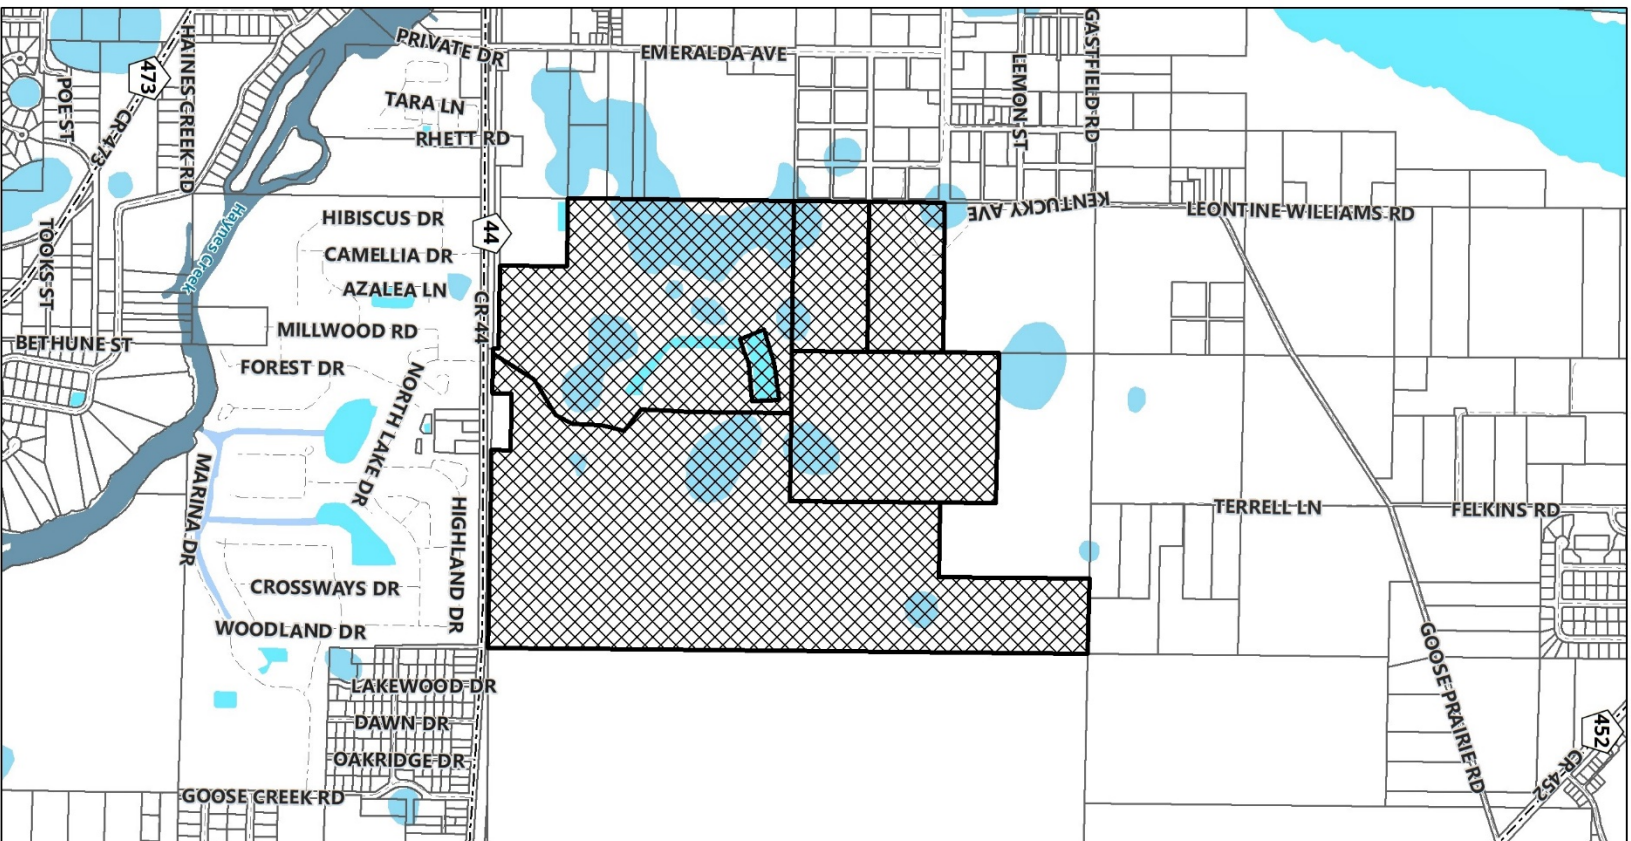 PRIVATE DR
EMERALDA AVE
HAINES CREEK RD
473
POE ST
CR 473
TARA LN
RHETT RD
LEMON ST
GASTFIELD RD
KENTUCKY AVE
LEONTINE WILLIAMS RD
HIBISCUS DR
44
Haynes Creek
TOOKS ST
CAMELLIA DR
AZALEA LN
CR 44
MILLWOOD RD
BETHUNE ST
FOREST DR
NORTH LAKE DR
MARINA DR
HIGHLAND DR
TERRELL LN
FELKINS RD
CROSSWAYS DR
WOODLAND DR
GOOSE PRAIRIE RD
LAKEWOOD DR
DAWN DR
452
OAKRIDGE DR
CR 452
GOOSE CREEK RD